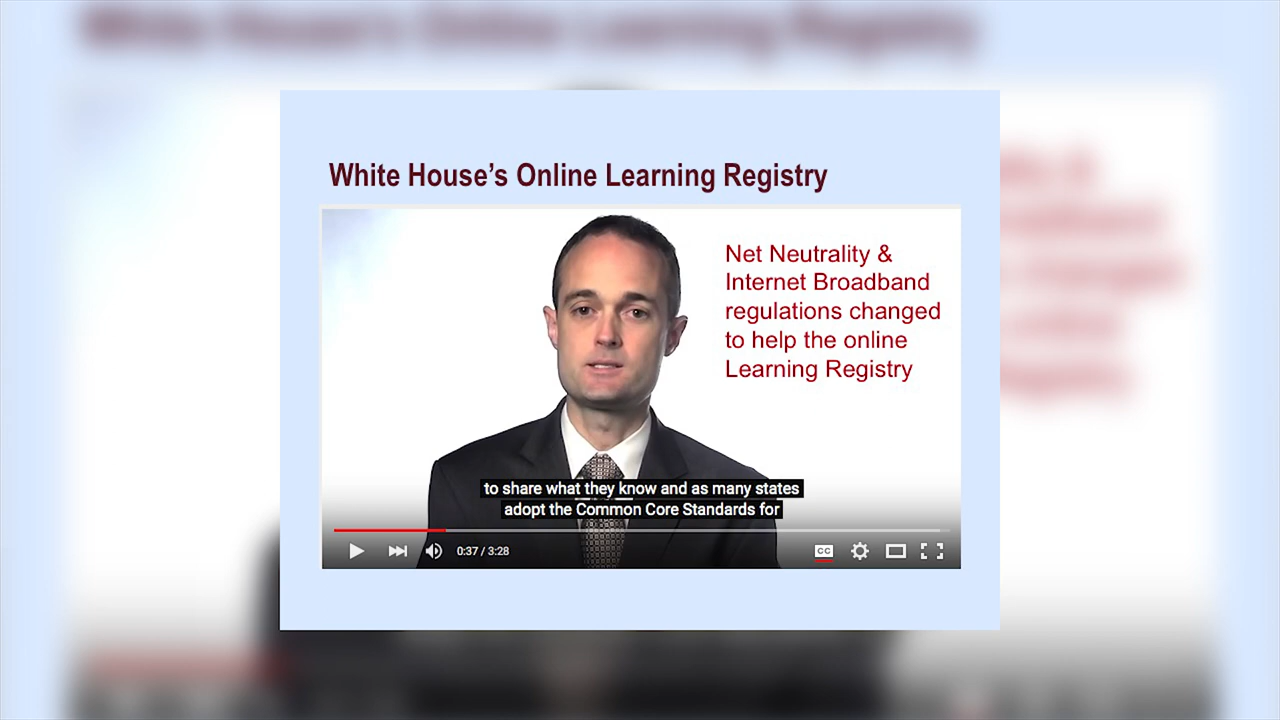 White House’s Online Learning Registry
Net Neutrality &
Internet Broadband
regulations changed
to help the online
Learning Registry
to share what they know and as many states
adopt the Common Core Standards for
0:37 / 3:28
CC